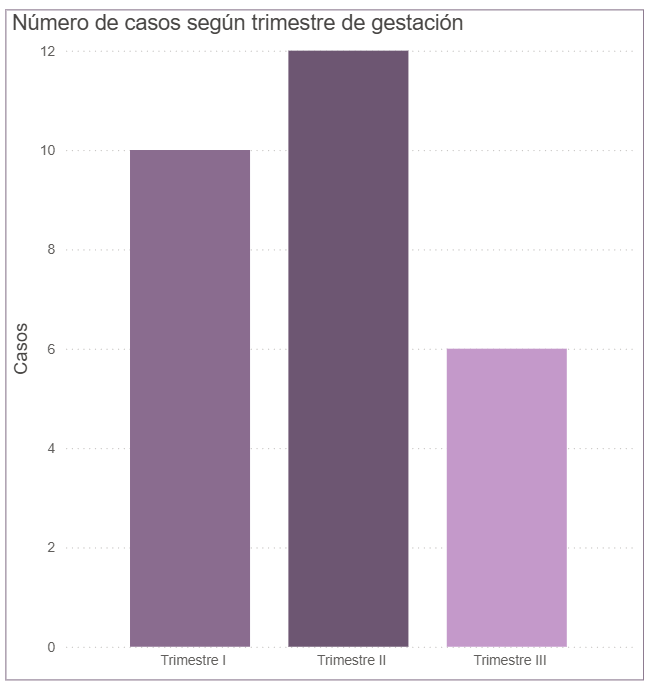 Número de casos según trimestre de gestación
12
10
8
6
4
2
0
Casos
Trimestre I
Trimestre II
Trimestre III